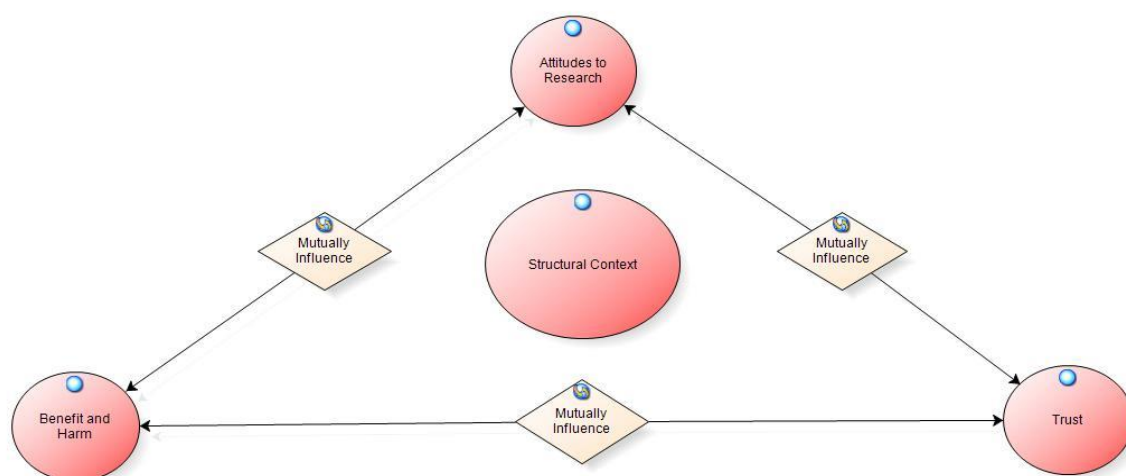 Attitudes to
Research
Mutually
Influence
Structural Context
Mutually
Influence
Benefit and
Harm
Mutually
Influence
Trust